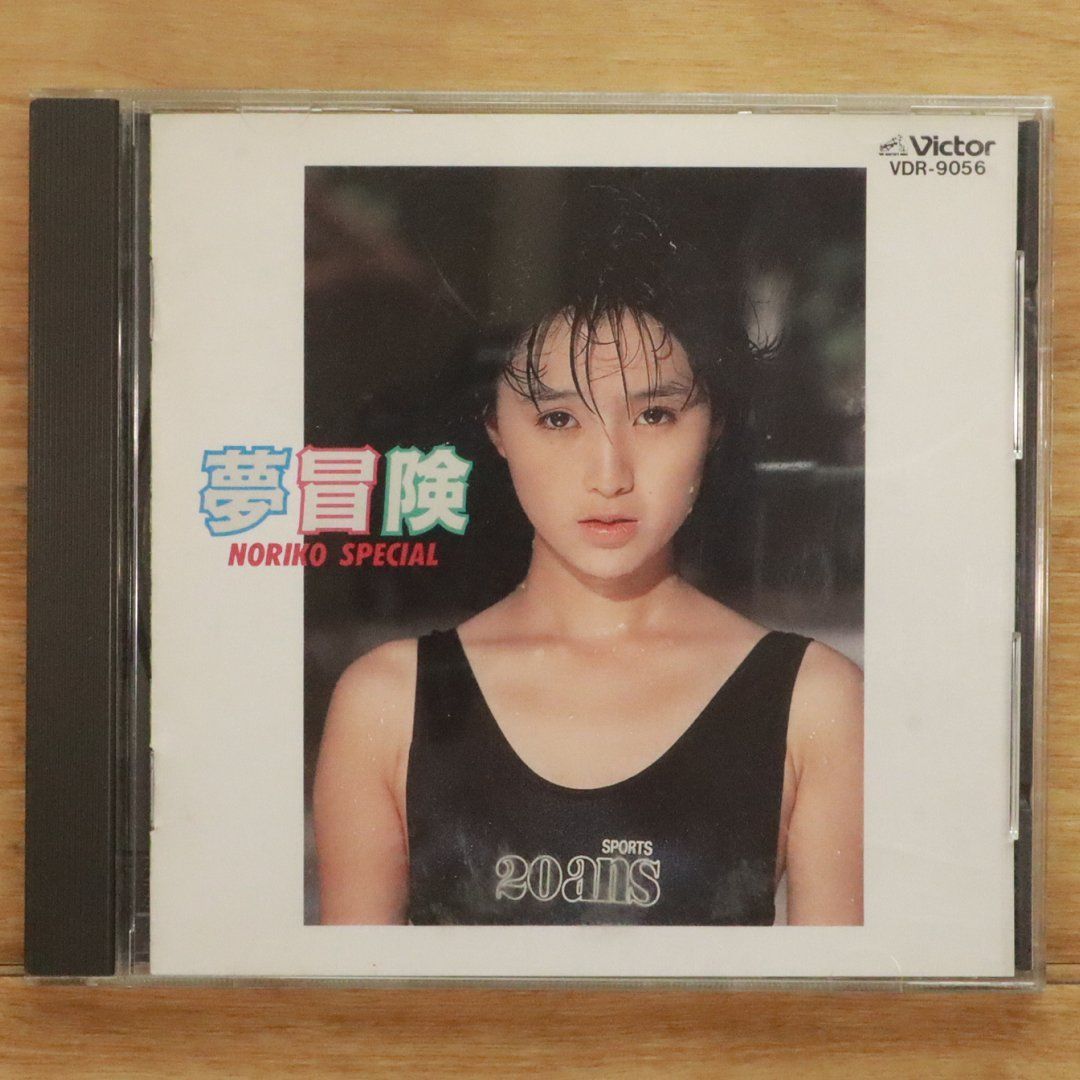 Victor
VDR-9056
夢冒険
NORIKO SPECIAL
SPORTS
20ans